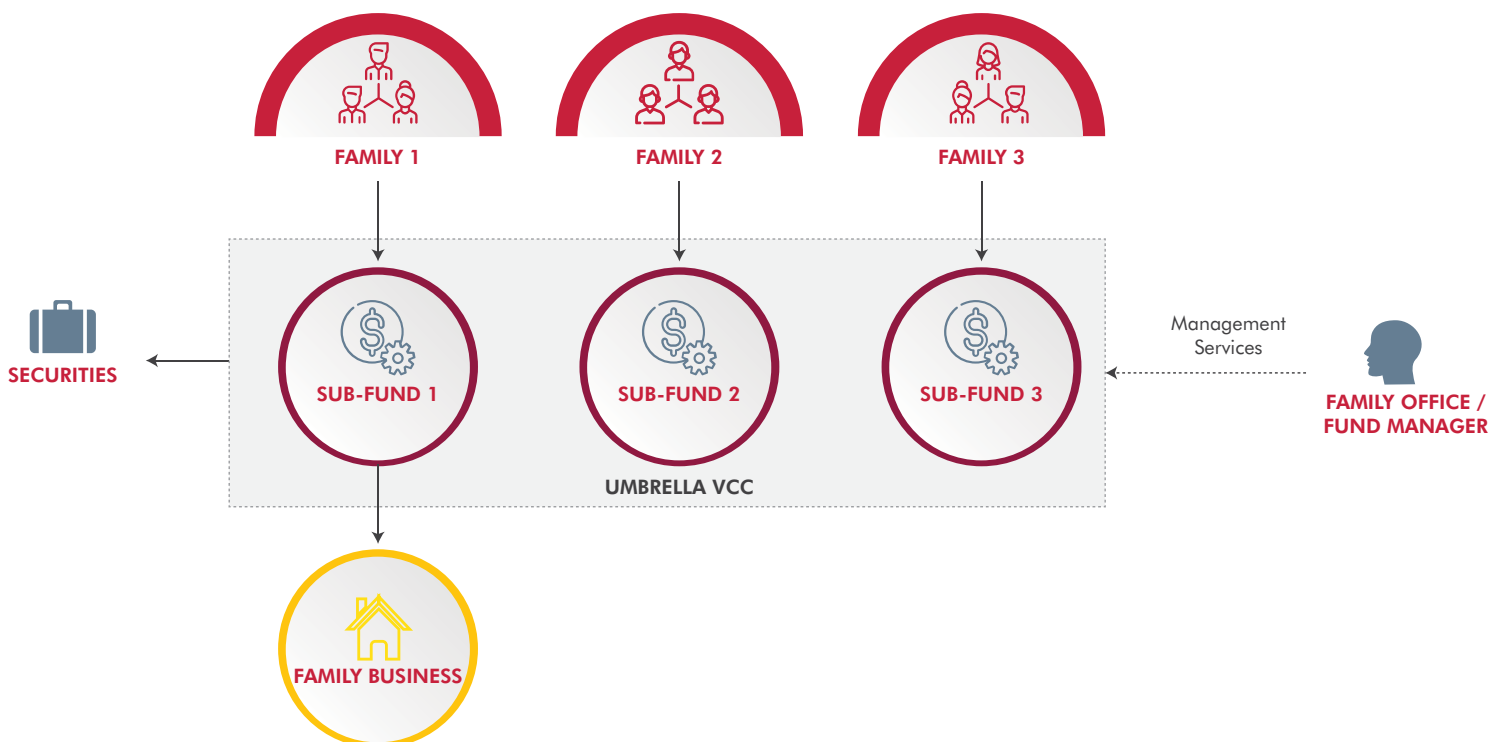 FAMILY 1
FAMILY 2
FAMILY 3
SECURITIES
SUB-FUND 1
SUB-FUND 2
SUB-FUND 3
Management
Services
FAMILY OFFICE /
FUND MANAGER
UMBRELLA VCC
FAMILY BUSINESS